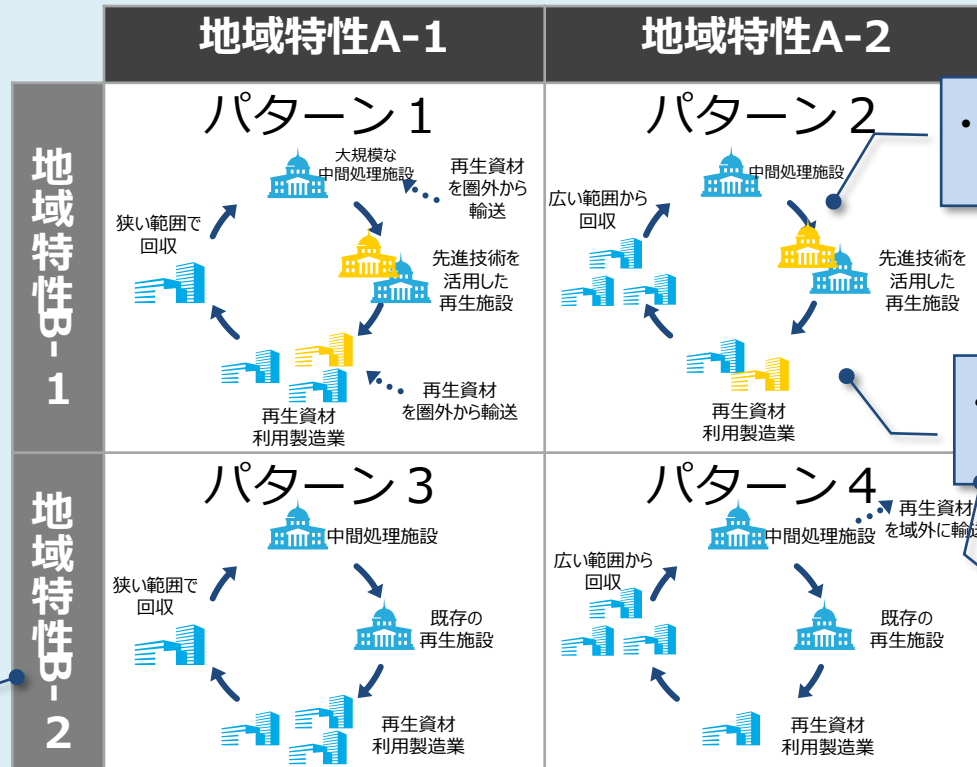 地域特性A-1
地域特性A-2
地域特性B-1
パターン1
大規模な
中間処理施設
再生資材
を圏外から
輸送
狭い範囲で
回収
先進技術を
活用した
再生施設
再生資材
を圏外から輸送
再生資材
利用製造業
パターン2
中間処理施設
広い範囲から
回収
先進技術を
活用した
再生施設
再生資材
利用製造業
・
・
地域特性B-2
パターン3
中間処理施設
狭い範囲で
回収
既存の
再生施設
再生資材
利用製造業
パターン4
中間処理施設
再生資材
を域外に輸送
広い範囲から
回収
既存の
再生施設
再生資材
利用製造業